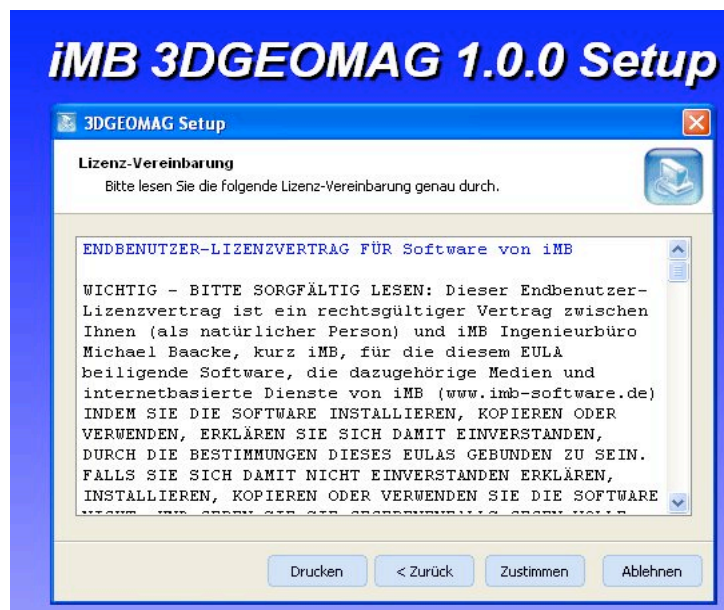 iMB 3DGEOMAG 1.0.0 Setup
3DGEOMAG Setup
Lizenz-Vereinbarung
Bitte lesen Sie die folgende Lizenz-Vereinbarung genau durch.
ENDBENUTZER-LIZENZVERTRAG FÜR Software von iMB
WICHTIG - BITTE SORGFÄLTIG LESEN: Dieser Endbenutzer-
Lizenzvertrag ist ein rechtsgültiger Vertrag zwischen
Ihnen (als natürlicher Person) und iMB Ingenieurbüro
Michael Baacke, kurz iMB, für die diesem EULA
beiligende Software, die dazugehörige Medien und
internetbasierte Dienste von iMB (www.imb-software.de)
INDEM SIE DIE SOFTWARE INSTALLIEREN, KOPIEREN ODER
VERWENDEN, ERKLÄREN SIE SICH DAMIT EINVERSTANDEN,
DURCH DIE BESTIMMUNGEN DIESES EULAS GEBUNDEN ZU SEIN.
FALLS SIE SICH DAMIT NICHT EINVERSTANDEN ERKLÄREN,
INSTALLIEREN, KOPIEREN ODER VERWENDEN SIE DIE SOFTWARE
Drucken
< Zurück
Zustimmen
Ablehnen